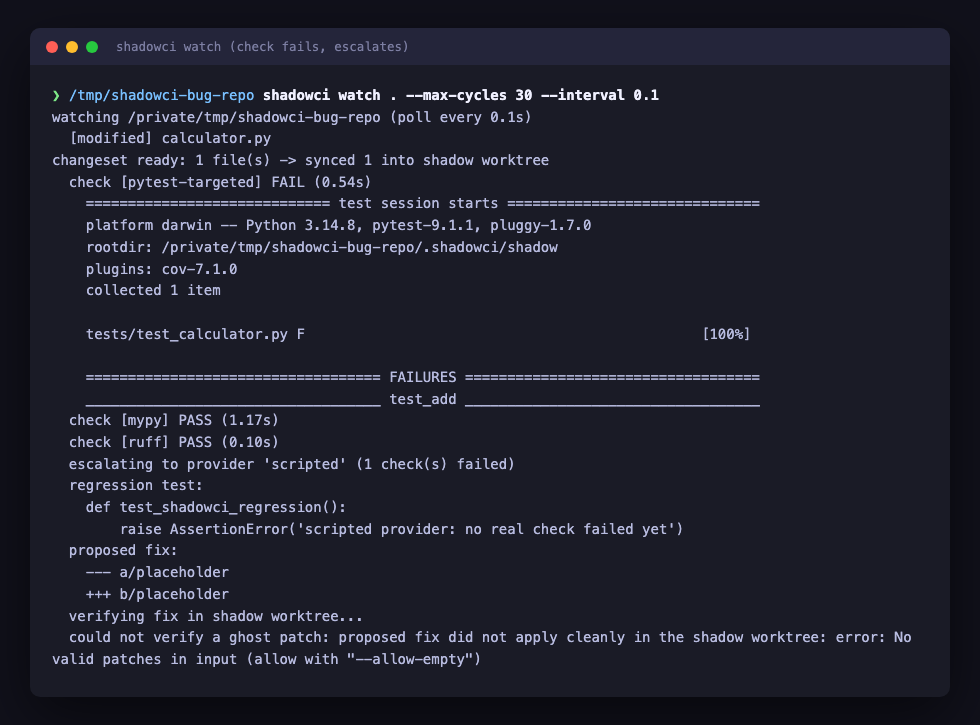 shadowci watch (check fails, escalates)
❯ /tmp/shadowci-bug-repo shadowci watch . --max-cycles 30 --interval 0.1
watching /private/tmp/shadowci-bug-repo (poll every 0.1s)
  [modified] calculator.py
changeset ready: 1 file(s) -> synced 1 into shadow worktree
  check [pytest-targeted] FAIL (0.54s)
    ============================= test session starts ==============================
    platform darwin -- Python 3.14.8, pytest-9.1.1, pluggy-1.7.0
    rootdir: /private/tmp/shadowci-bug-repo/.shadowci/shadow
    plugins: cov-7.1.0
    collected 1 item
    tests/test_calculator.py F                                               [100%]
    =================================== FAILURES ===================================
    ___________________________________ test_add ___________________________________
  check [mypy] PASS (1.17s)
  check [ruff] PASS (0.10s)
  escalating to provider 'scripted' (1 check(s) failed)
  regression test:
    def test_shadowci_regression():
        raise AssertionError('scripted provider: no real check failed yet')
  proposed fix:
    --- a/placeholder
    +++ b/placeholder
  verifying fix in shadow worktree...
  could not verify a ghost patch: proposed fix did not apply cleanly in the shadow worktree: error: No
valid patches in input (allow with "--allow-empty")